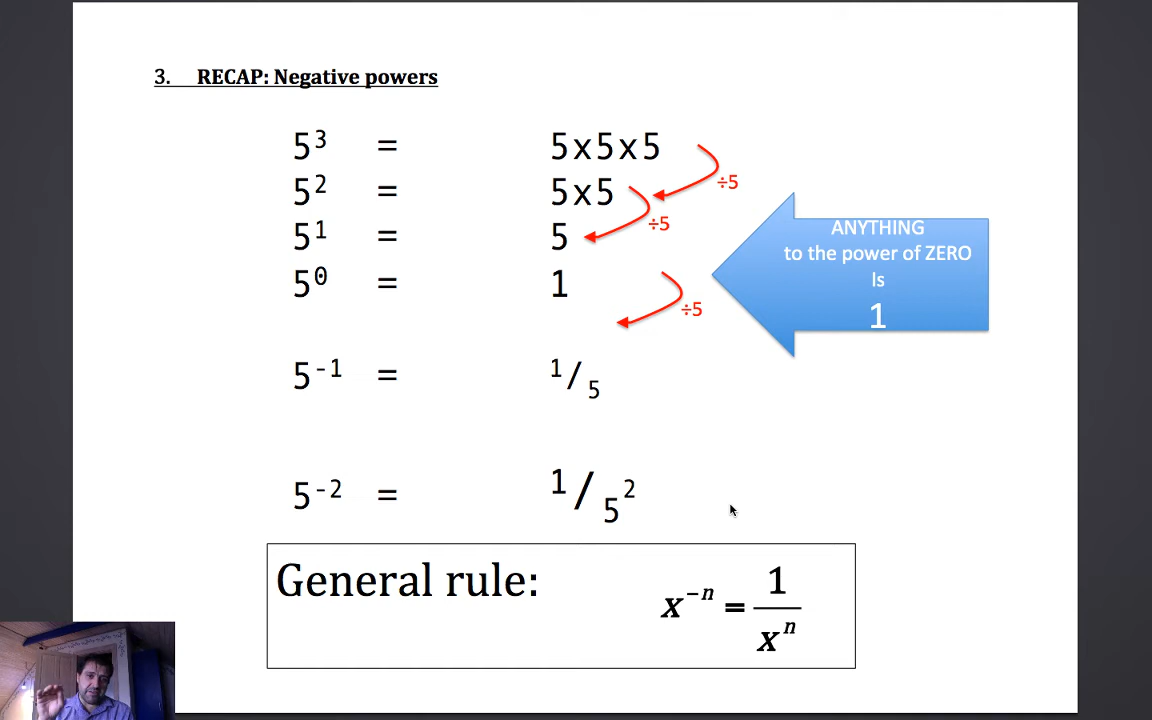 3. RECAP: Negative powers
5³ = 5x5x5
÷5
5² = 5x5
÷5
5¹ = 5
ANYTHING
to the power of ZERO
Is
1
5⁰ = 1
÷5
5⁻¹ = ¹/₅
5⁻² = 1/5²
General rule: x⁻ⁿ = 1/xⁿ